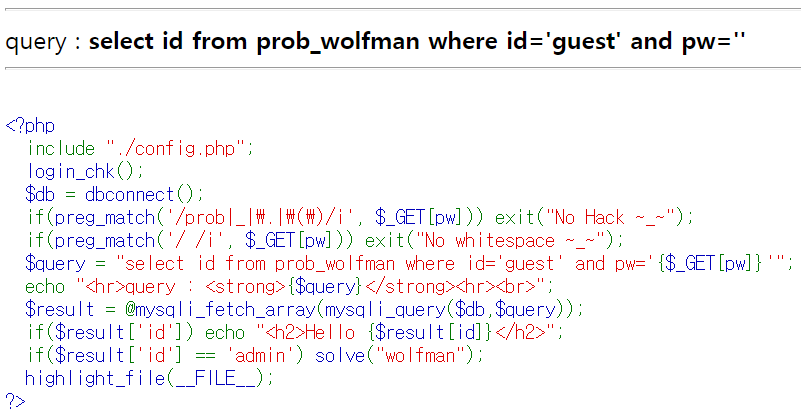 query : select id from prob_wolfman where id='guest' and pw=''
<?php
include "./config.php";
login_chk();
$db = dbconnect();
if(preg_match('/prob|_|₩.|₩(₩)/i', $_GET[pw])) exit("No Hack ~_~");
if(preg_match('/ /i', $_GET[pw])) exit("No whitespace ~_~");
$query = "select id from prob_wolfman where id='guest' and pw='{$_GET[pw]}'";
echo "<hr>query : <strong>{$query}</strong><hr><br>";
$result = @mysqli_fetch_array(mysqli_query($db,$query));
if($result['id']) echo "<h2>Hello {$result[id]}</h2>";
if($result['id'] == 'admin') solve("wolfman");
highlight_file(__FILE__);
?>